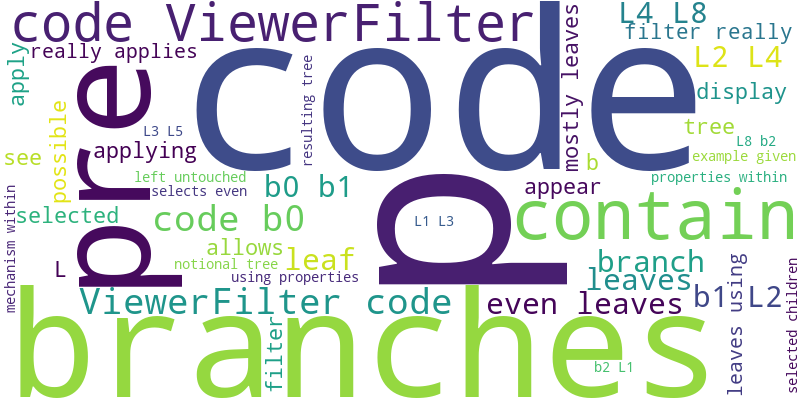 code ViewerFilter
L4 L8
filter really
really applies
L2 L4
apply
code
resulting tree
mostly leaves
display
pre
possible
L3 L5
applying
tree
L8 b2
see
b
example given
left untouched
selects even
b0 b1
p
appear
properties within
mechanism within
selected
code b0
L1 L3
contain
allows
leaf
branch
L
notional tree
using properties
leaves
ViewerFilter code
even leaves
b1 L2
leaves using
selected children
branches
filter
b2 L1